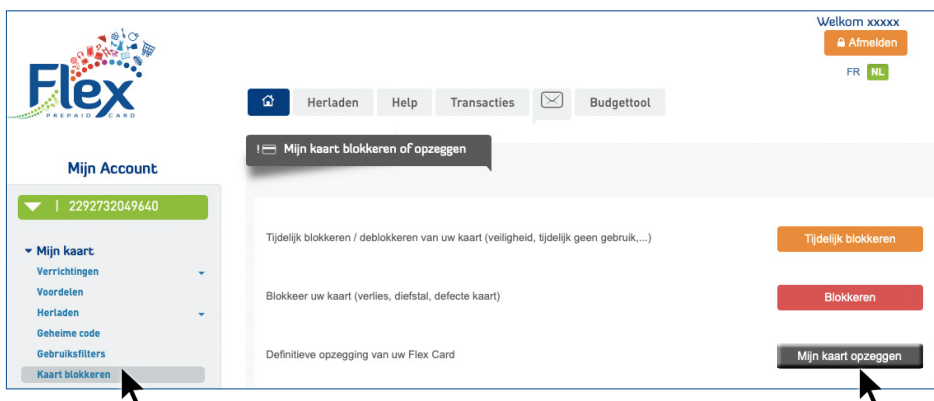 Welkom xxxxx
Afmelden
FR NL
Flex
PREPAID CARD
Herladen Help Transacties Budgettool
! Mijn kaart blokkeren of opzeggen
Mijn Account
| 2292732049640
Mijn kaart
Verrichtingen
Voordelen
Herladen
Geheime code
Gebruiksfilters
Kaart blokkeren
Tijdelijk blokkeren / deblokkeren van uw kaart (veiligheid, tijdelijk geen gebruik,...)
Tijdelijk blokkeren
Blokkeer uw kaart (verlies, diefstal, defecte kaart)
Blokkeren
Definitieve opzegging van uw Flex Card
Mijn kaart opzeggen